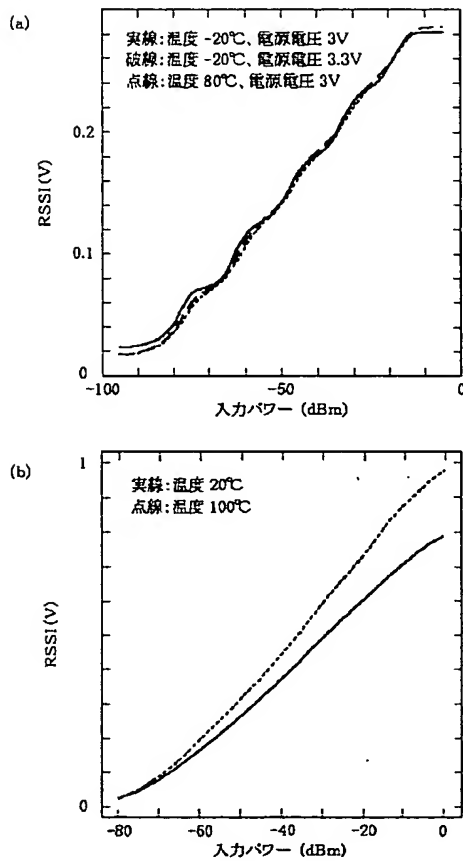 (a)
実線:温度 -20℃、電源電圧 3V
破線:温度 -20℃、電源電圧 3.3V
点線:温度 80℃、電源電圧 3V
RSSI (V)
0.2
0.1
0
-100
-50
0
入力パワー (dBm)
(b)
実線:温度 20℃
点線:温度 100℃
RSSI (V)
1
0
-80
-60
-40
-20
0
入力パワー (dBm)